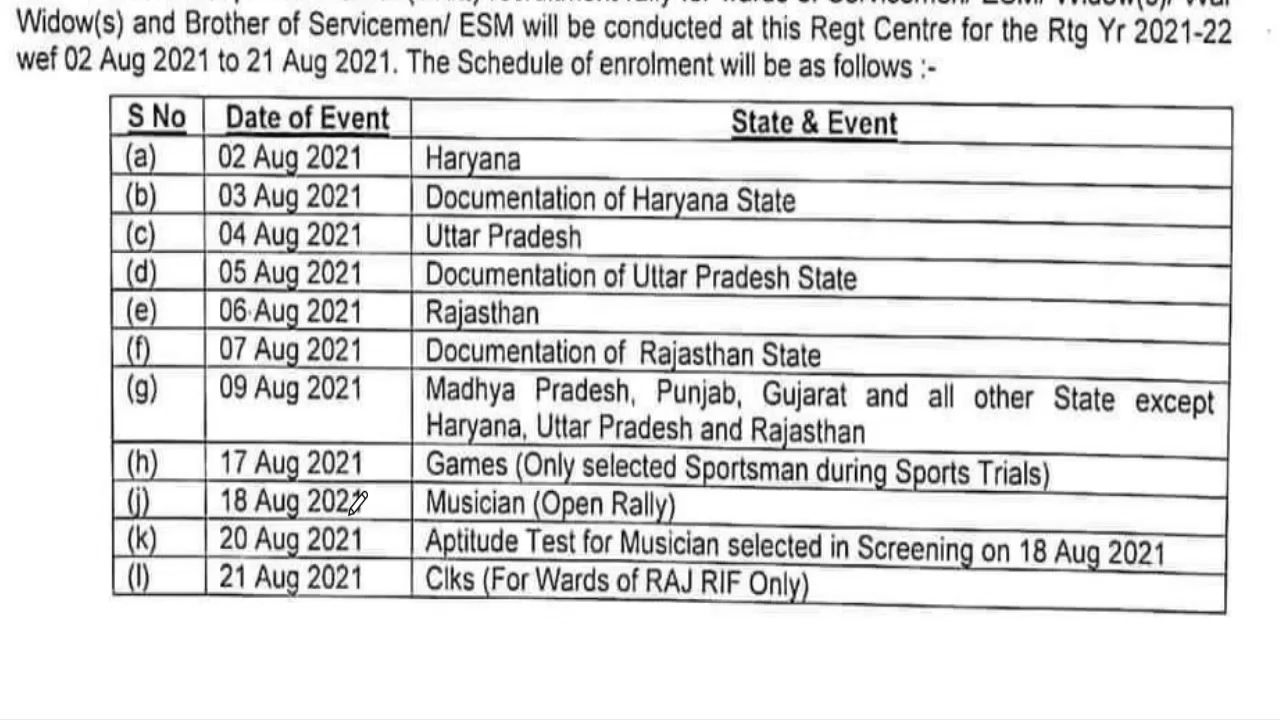 Widow(s) and Brother of Servicemen/ ESM will be conducted at this Regt Centre for the Rtg Yr 2021-22
wef 02 Aug 2021 to 21 Aug 2021. The Schedule of enrolment will be as follows :-
S No Date of Event State & Event
(a) 02 Aug 2021 Haryana
(b) 03 Aug 2021 Documentation of Haryana State
(c) 04 Aug 2021 Uttar Pradesh
(d) 05 Aug 2021 Documentation of Uttar Pradesh State
(e) 06 Aug 2021 Rajasthan
(f) 07 Aug 2021 Documentation of Rajasthan State
(g) 09 Aug 2021 Madhya Pradesh, Punjab, Gujarat and all other State except
Haryana, Uttar Pradesh and Rajasthan
(h) 17 Aug 2021 Games (Only selected Sportsman during Sports Trials)
(j) 18 Aug 2021 Musician (Open Rally)
(k) 20 Aug 2021 Aptitude Test for Musician selected in Screening on 18 Aug 2021
(l) 21 Aug 2021 Clks (For Wards of RAJ RIF Only)